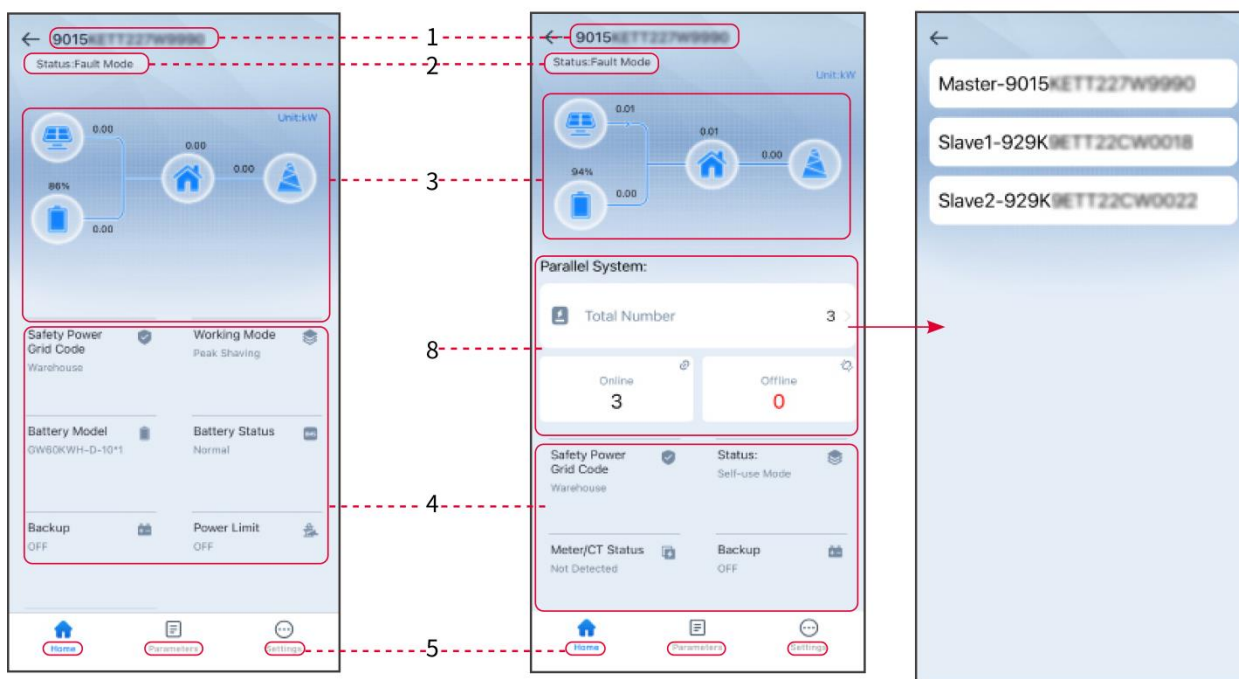 9015
Status:Fault Mode
Unit:kW
0.00
0.00
0.00
86%
0.00
Safety Power
Grid Code
Warehouse
Working Mode
Peak Shaving
Battery Model
GW60KWH-D-10*1
Battery Status
Normal
Backup
OFF
Power Limit
OFF
Home
Parameters
Settings
1
2
3
8
4
5
9015
Status:Fault Mode
Unit:kW
0.01
0.01
0.00
94%
0.00
Parallel System:
Total Number
3
Online
3
Offline
0
Safety Power
Grid Code
Warehouse
Status:
Self-use Mode
Meter/CT Status
Not Detected
Backup
OFF
Home
Parameters
Settings
Master-9015
Slave1-929K
Slave2-929K